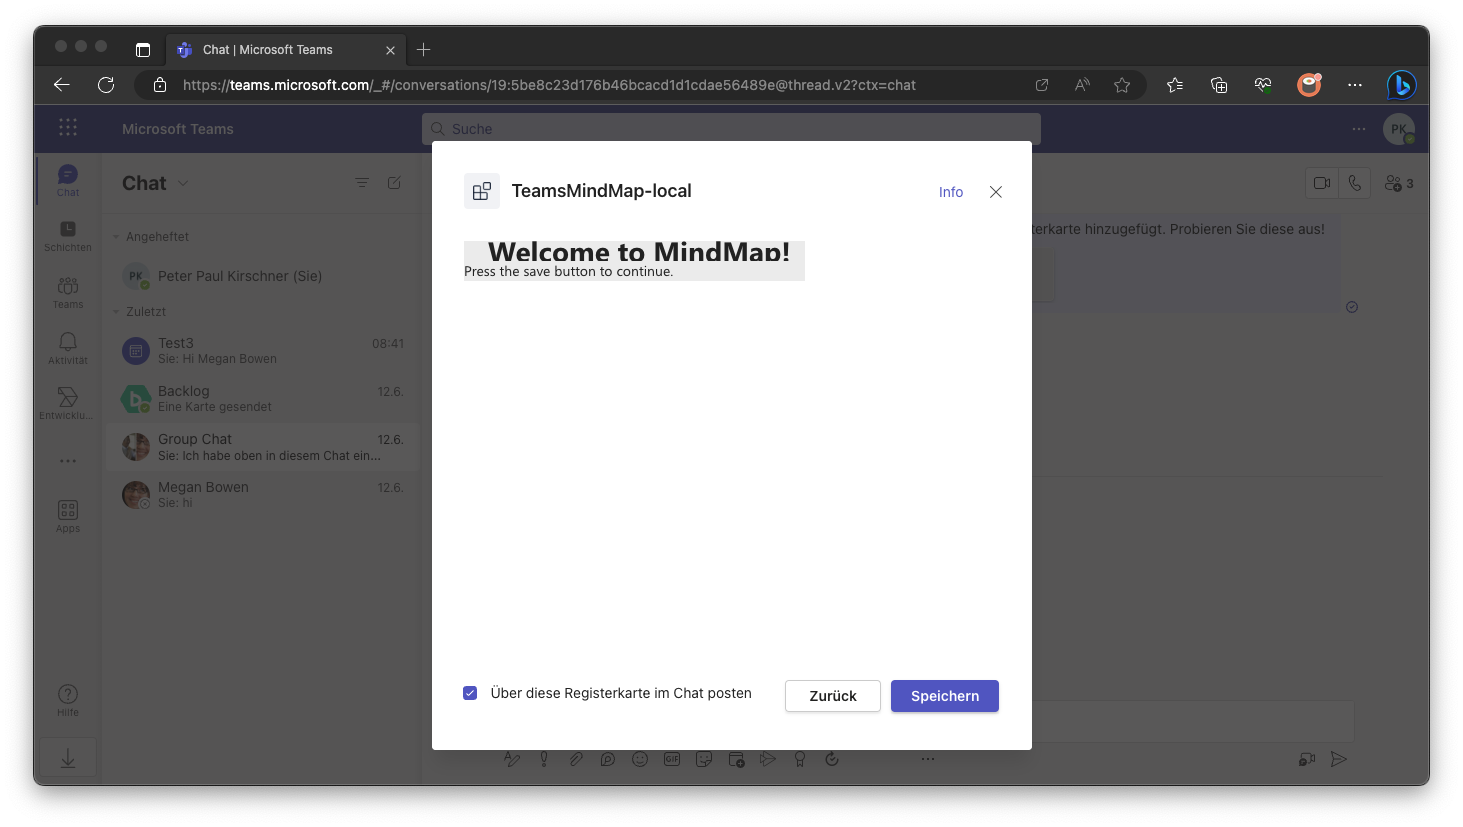 Chat | Microsoft Teams
https://teams.microsoft.com/_#/conversations/19:5be8c23d176b46bcacd1d1cdae56489e@thread.v2?ctx=chat
Microsoft Teams
Suche
PK
Chat
Chat
3
Schichten
Teams
Aktivität
Entwicklu...
Apps
Hilfe
Angeheftet
PK
Peter Paul Kirschner (Sie)
Zuletzt
Test3
08:41
Sie: Hi Megan Bowen
Backlog
12.6.
Eine Karte gesendet
Group Chat
12.6.
Sie: Ich habe oben in diesem Chat ein...
Megan Bowen
12.6.
Sie: hi
terkarte hinzugefügt. Probieren Sie diese aus!
TeamsMindMap-local
Info
Welcome to MindMap!
Press the save button to continue.
Über diese Registerkarte im Chat posten
Zurück
Speichern
GIF